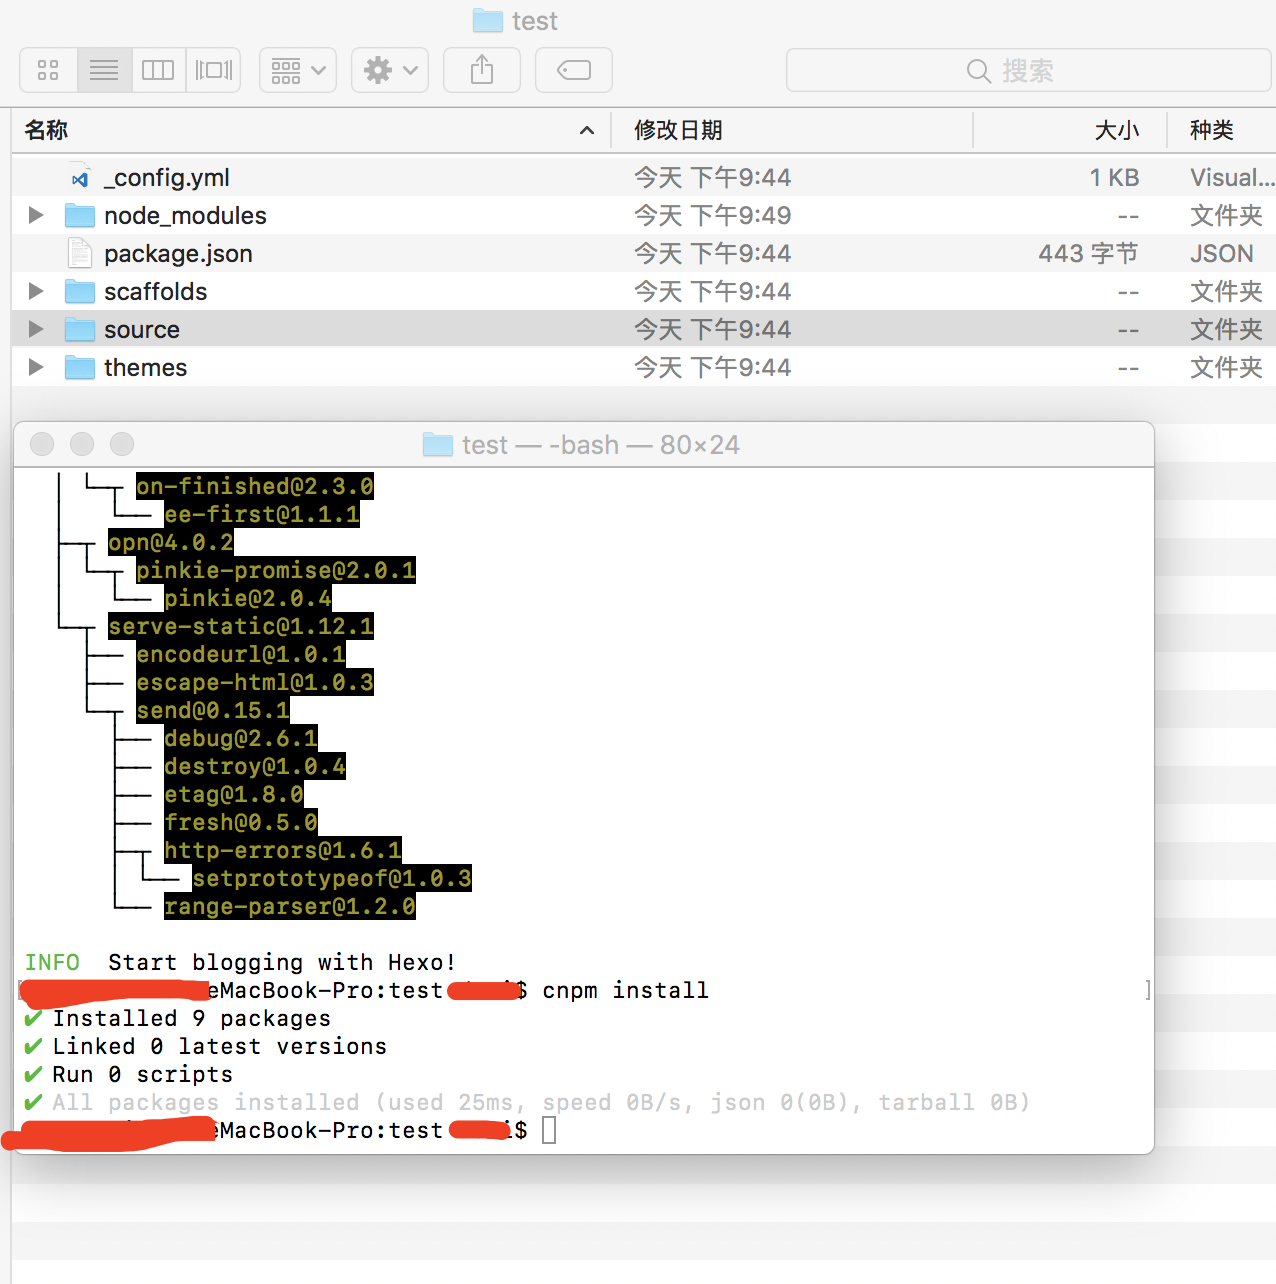 test
搜索
名称 修改日期 大小 种类
_config.yml 今天 下午9:44 1 KB Visual...
node_modules 今天 下午9:49 -- 文件夹
package.json 今天 下午9:44 443 字节 JSON
scaffolds 今天 下午9:44 -- 文件夹
source 今天 下午9:44 -- 文件夹
themes 今天 下午9:44 -- 文件夹
test — -bash — 80×24
on-finished@2.3.0
ee-first@1.1.1
opn@4.0.2
pinkie-promise@2.0.1
pinkie@2.0.4
serve-static@1.12.1
encodeurl@1.0.1
escape-html@1.0.3
send@0.15.1
debug@2.6.1
destroy@1.0.4
etag@1.8.0
fresh@0.5.0
http-errors@1.6.1
setprototypeof@1.0.3
range-parser@1.2.0
INFO Start blogging with Hexo!
eMacBook-Pro:test $ cnpm install
✔ Installed 9 packages
✔ Linked 0 latest versions
✔ Run 0 scripts
✔ All packages installed (used 25ms, speed 0B/s, json 0(0B), tarball 0B)
eMacBook-Pro:test i$